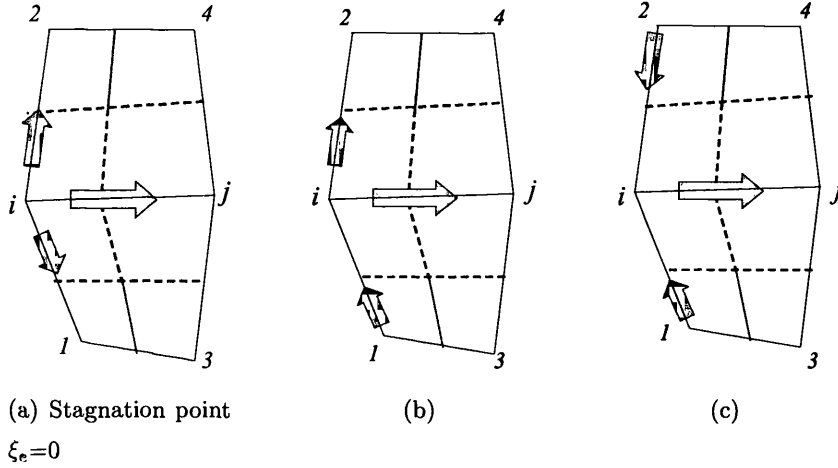 2 4
2 4
2 4
i j
i j
i j
1 3
1 3
1 3
(a) Stagnation point
(b)
(c)
ξₑ=0